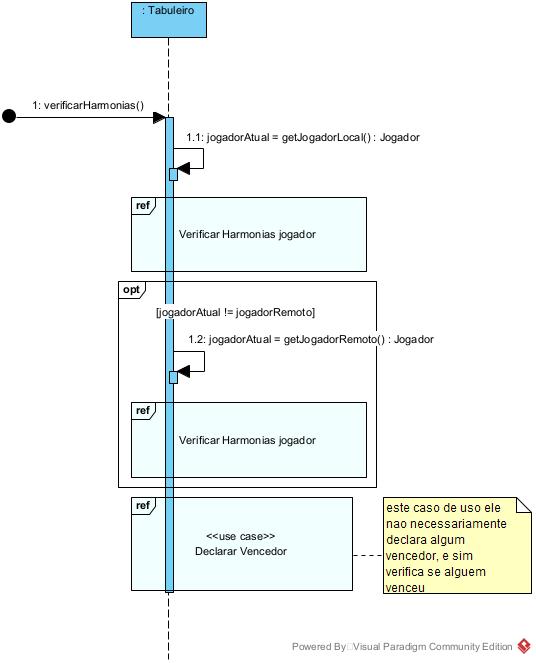 : Tabuleiro
1: verificarHarmonias()
1.1: jogadorAtual = getJogadorLocal() : Jogador
ref
Verificar Harmonias jogador
opt
[jogadorAtual != jogadorRemoto]
1.2: jogadorAtual = getJogadorRemoto() : Jogador
ref
Verificar Harmonias jogador
ref
<<use case>>
Declarar Vencedor
este caso de uso ele
nao necessariamente
declara algum
vencedor, e sim
verifica se alguem
venceu
Powered By Visual Paradigm Community Edition